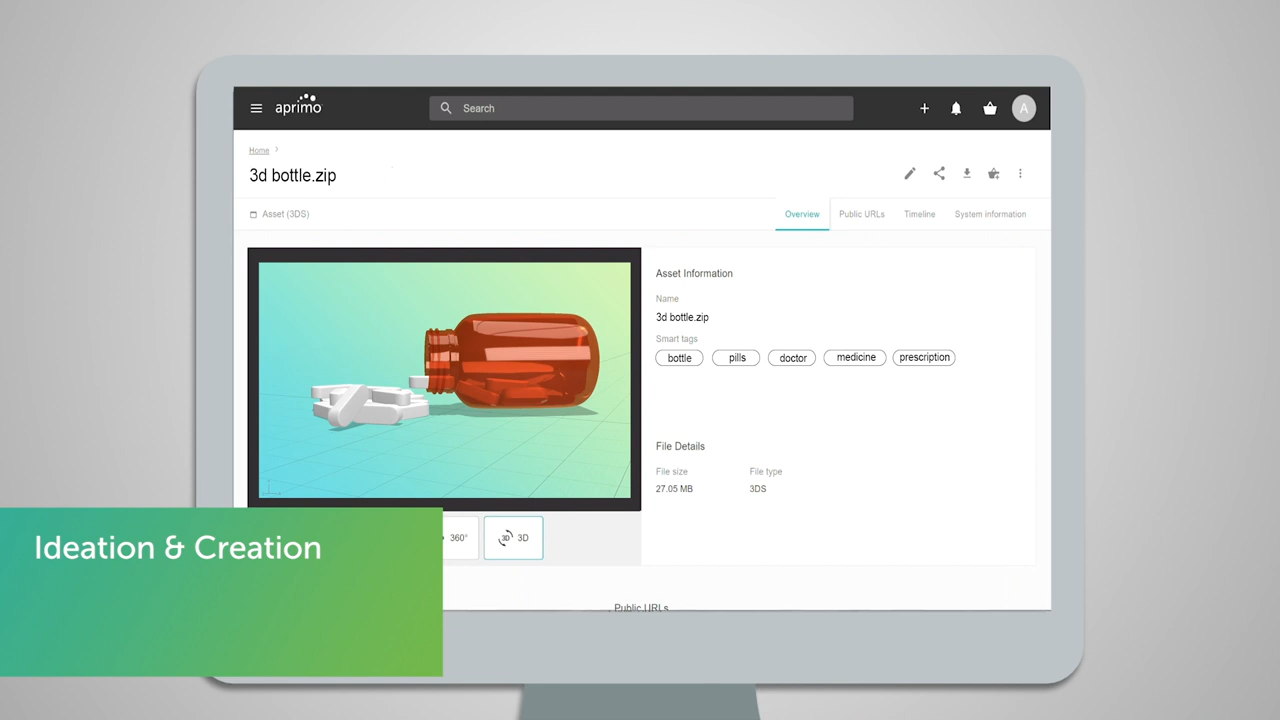 aprimo
Search
A
Home
3d bottle.zip
Asset (3DS)
Overview
Public URLs
Timeline
System information
Asset Information
Name
3d bottle.zip
Smart tags
bottle
pills
doctor
medicine
prescription
File Details
File size
File type
27.05 MB
3DS
360°
3D
3D
Ideation & Creation
Public URLs